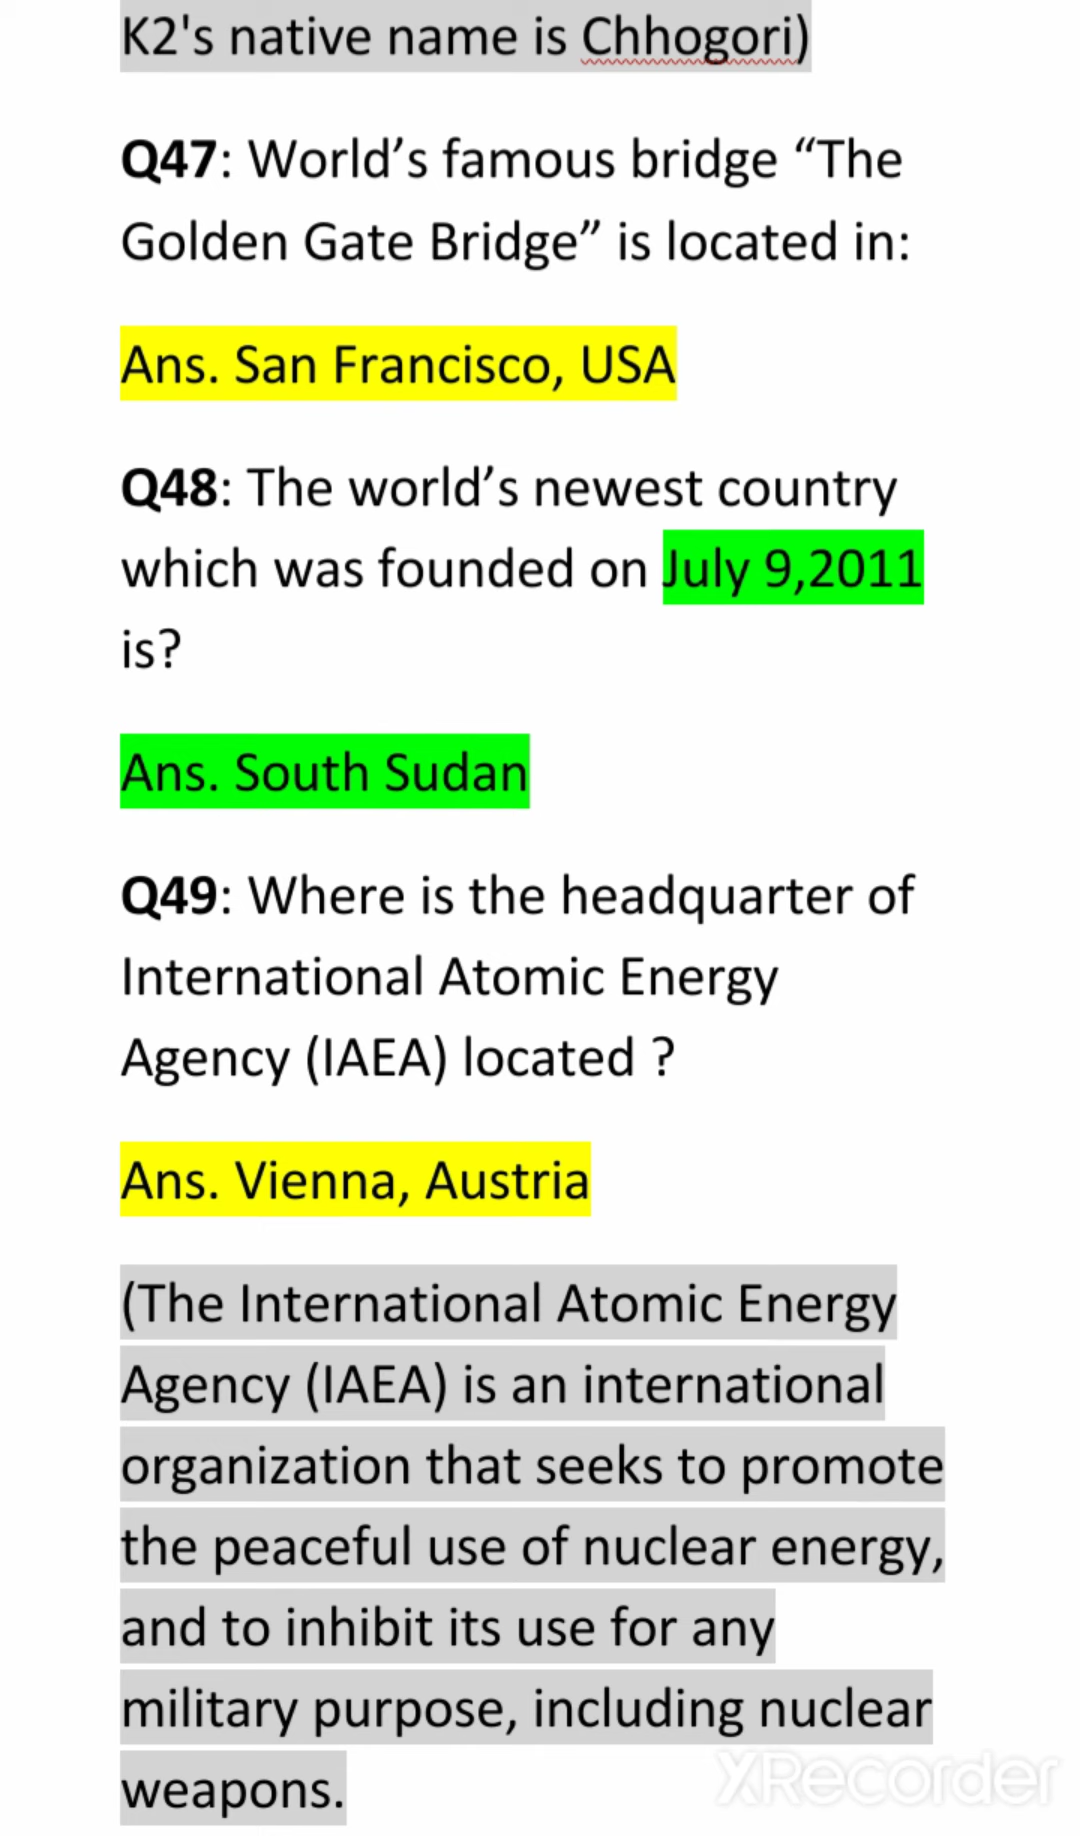 K2's native name is Chhogori)
Q47: World’s famous bridge “The
Golden Gate Bridge” is located in:
Ans. San Francisco, USA
Q48: The world’s newest country
which was founded on July 9,2011
is?
Ans. South Sudan
Q49: Where is the headquarter of
International Atomic Energy
Agency (IAEA) located ?
Ans. Vienna, Austria
(The International Atomic Energy
Agency (IAEA) is an international
organization that seeks to promote
the peaceful use of nuclear energy,
and to inhibit its use for any
military purpose, including nuclear
weapons.
XRecorder